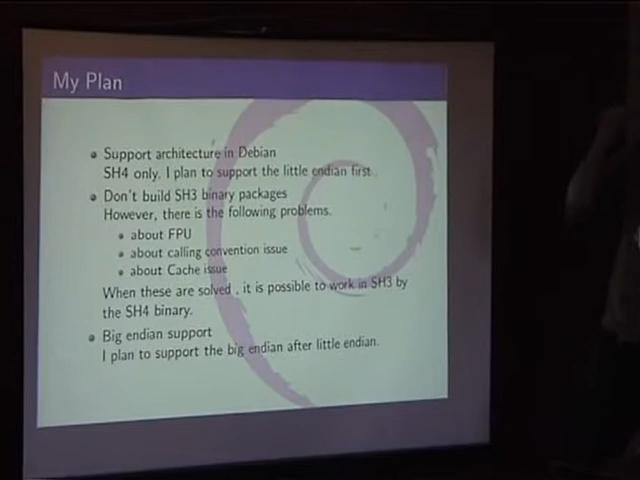 My Plan
Support architecture in Debian
SH4 only. I plan to support the little endian first.
Don't build SH3 binary packages
However, there is the following problems.
about FPU
about calling convention issue
about Cache issue
When these are solved , it is possible to work in SH3 by
the SH4 binary.
Big endian support
I plan to support the big endian after little endian.